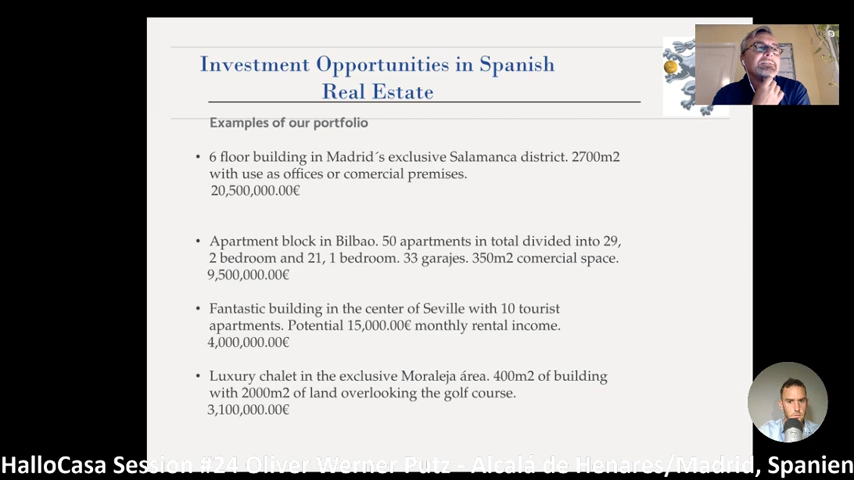 Investment Opportunities in Spanish
Real Estate
Examples of our portfolio
• 6 floor building in Madrid´s exclusive Salamanca district. 2700m2
with use as offices or comercial premises.
20,500,000.00€
• Apartment block in Bilbao. 50 apartments in total divided into 29,
2 bedroom and 21, 1 bedroom. 33 garajes. 350m2 comercial space.
9,500,000.00€
• Fantastic building in the center of Seville with 10 tourist
apartments. Potential 15,000.00€ monthly rental income.
4,000,000.00€
• Luxury chalet in the exclusive Moraleja área. 400m2 of building
with 2000m2 of land overlooking the golf course.
3,100,000.00€
HalloCasa Session #24 Oliver Werner Putz - Alcalá de Henares/Madrid, Spanien